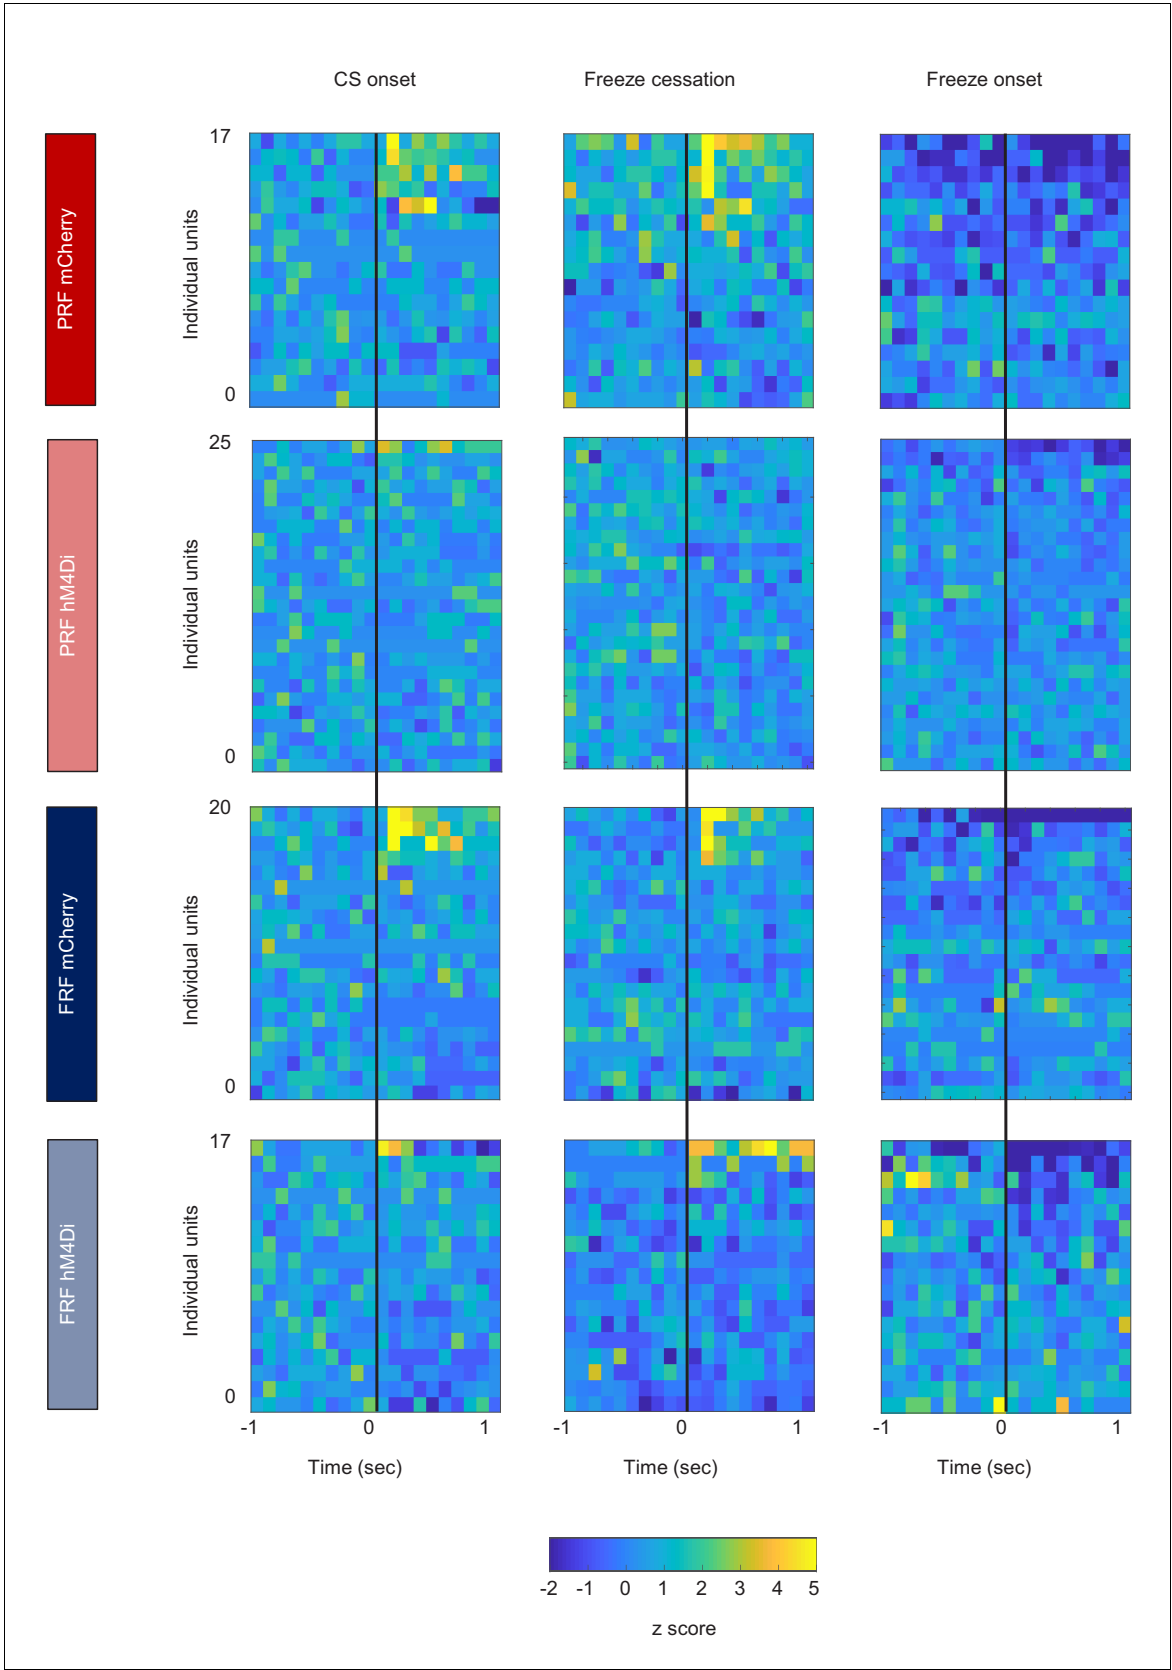 CS onset
Freeze cessation
Freeze onset
PRF mCherry
Individual units
17
0
PRF hM4Di
Individual units
25
0
FRF mCherry
Individual units
20
0
FRF hM4Di
Individual units
17
0
-1 0 1
-1 0 1
-1 0 1
Time (sec)
Time (sec)
Time (sec)
-2 -1 0 1 2 3 4 5
z score